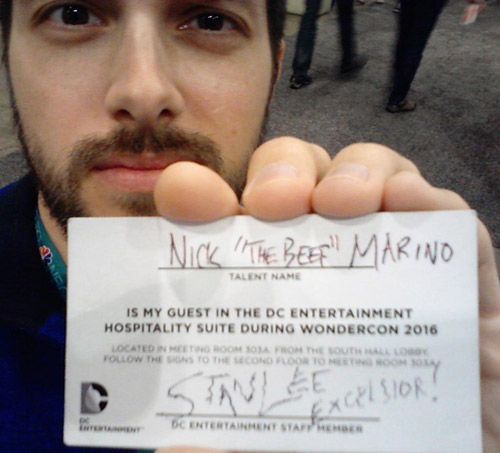 NICK "THE BEEF" MARINO
TALENT NAME
IS MY GUEST IN THE DC ENTERTAINMENT
HOSPITALITY SUITE DURING WONDERCON 2016
LOCATED IN MEETING ROOM 303A. FROM THE SOUTH HALL LOBBY,
FOLLOW THE SIGNS TO THE SECOND FLOOR TO MEETING ROOM 303A.
STAN LEE
EXCELSIOR!
DC
ENTERTAINMENT™
DC ENTERTAINMENT STAFF MEMBER